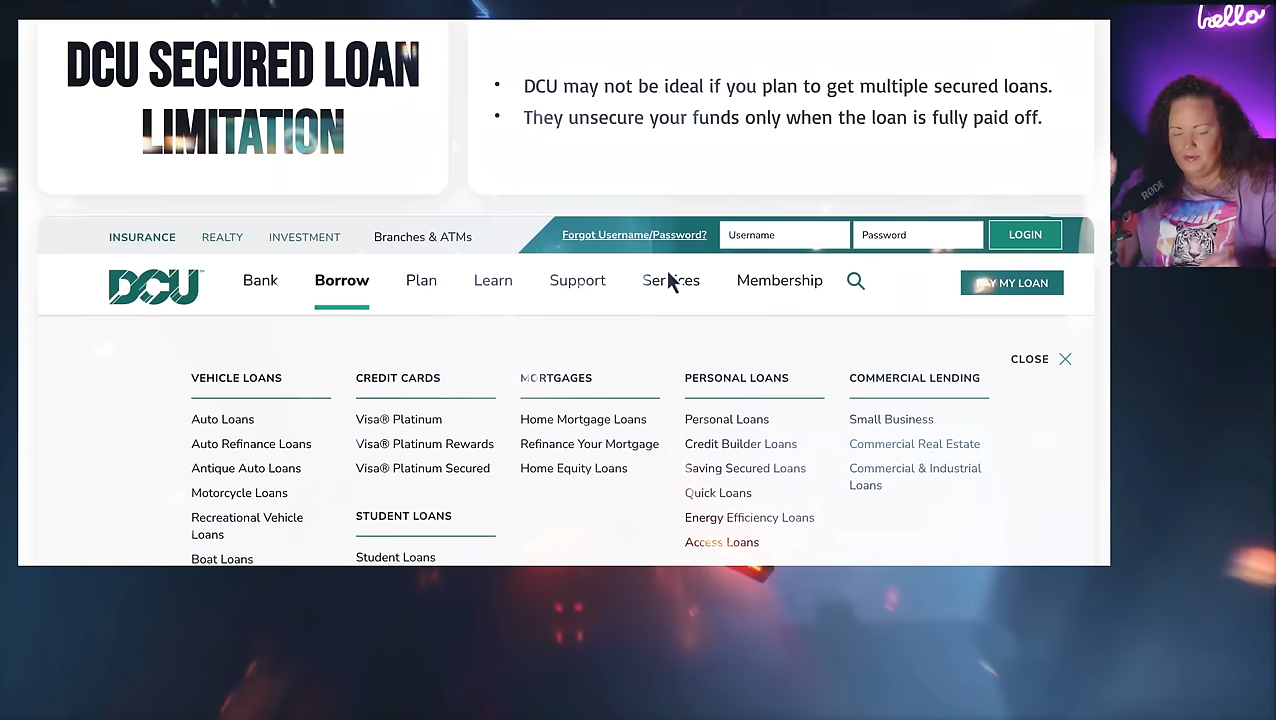 hello
DCU SECURED LOAN
LIMITATION
• DCU may not be ideal if you plan to get multiple secured loans.
• They unsecure your funds only when the loan is fully paid off.
INSURANCE REALTY INVESTMENT Branches & ATMs Forgot Username/Password? Username Password LOGIN
DCU Bank Borrow Plan Learn Support Services Membership PAY MY LOAN
CLOSE
VEHICLE LOANS
Auto Loans
Auto Refinance Loans
Antique Auto Loans
Motorcycle Loans
Recreational Vehicle
Loans
Boat Loans
CREDIT CARDS
Visa® Platinum
Visa® Platinum Rewards
Visa® Platinum Secured
STUDENT LOANS
Student Loans
MORTGAGES
Home Mortgage Loans
Refinance Your Mortgage
Home Equity Loans
PERSONAL LOANS
Personal Loans
Credit Builder Loans
Saving Secured Loans
Quick Loans
Energy Efficiency Loans
Access Loans
COMMERCIAL LENDING
Small Business
Commercial Real Estate
Commercial & Industrial
Loans
RØDE
NIKE